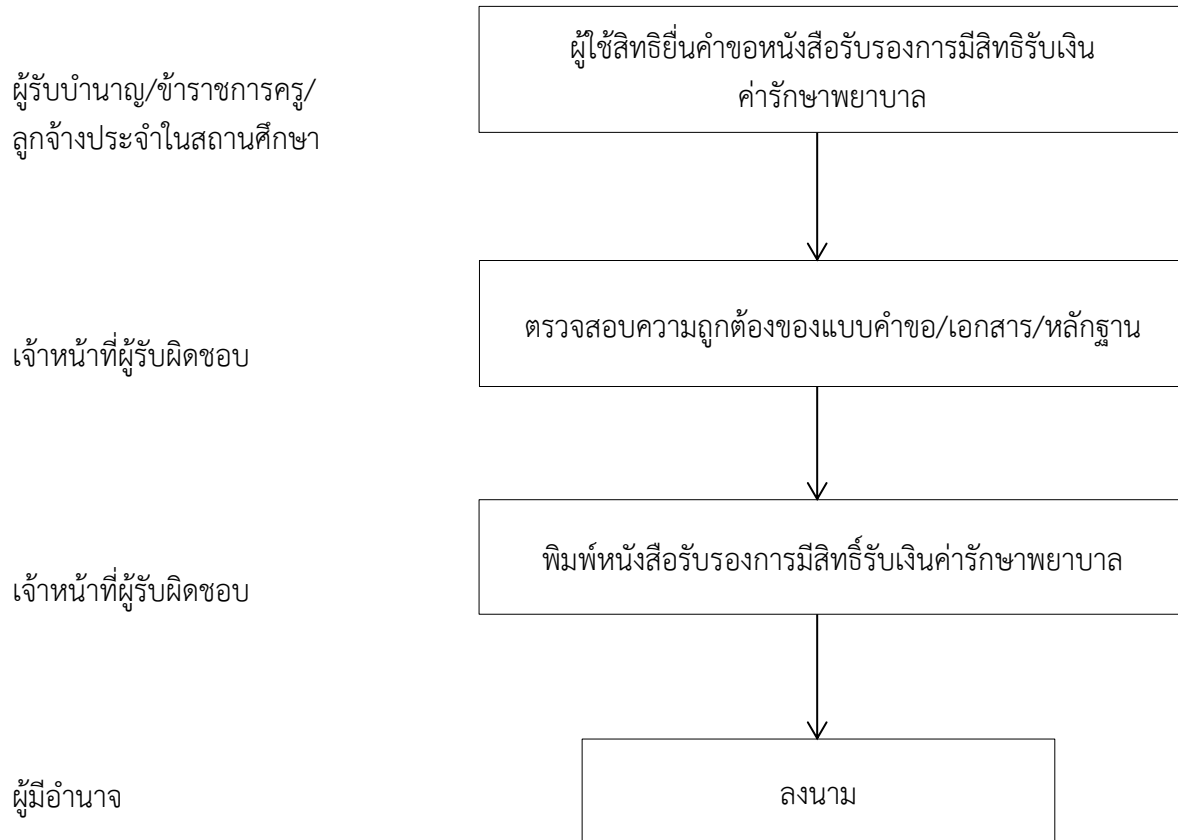 ผู้ใช้สิทธิยื่นคำขอหนังสือรับรองการมีสิทธิรับเงิน
ค่ารักษาพยาบาล
ผู้รับบำนาญ/ข้าราชการครู/
ลูกจ้างประจำในสถานศึกษา
ตรวจสอบความถูกต้องของแบบคำขอ/เอกสาร/หลักฐาน
เจ้าหน้าที่ผู้รับผิดชอบ
พิมพ์หนังสือรับรองการมีสิทธิ์รับเงินค่ารักษาพยาบาล
เจ้าหน้าที่ผู้รับผิดชอบ
ลงนาม
ผู้มีอำนาจ